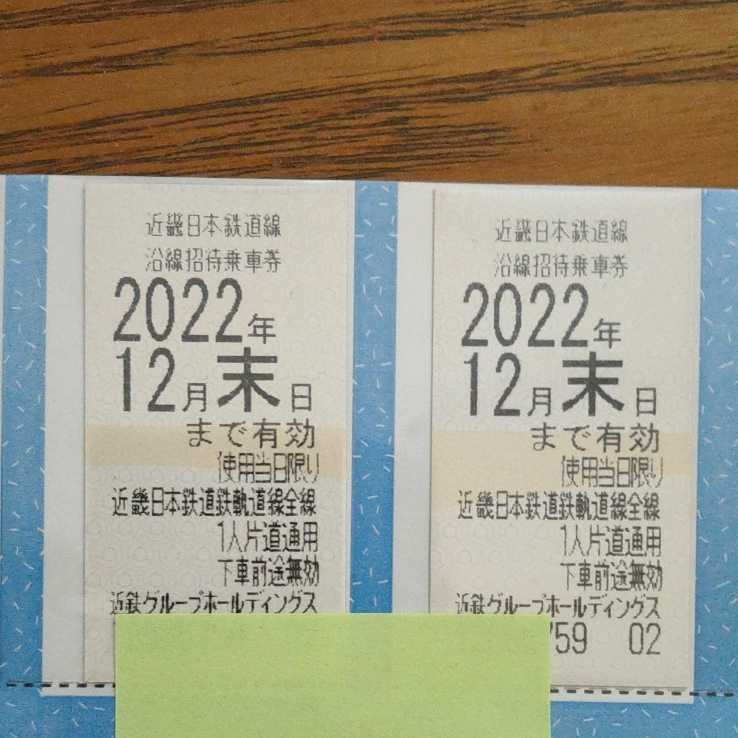 近畿日本鉄道線
沿線招待乗車券
2022年
12月末日
まで有効
使用当日限り
近畿日本鉄道鉄軌道線全線
1人片道通用
下車前途無効
近鉄グループホールディングス
近畿日本鉄道線
沿線招待乗車券
2022年
12月末日
まで有効
使用当日限り
近畿日本鉄道鉄軌道線全線
1人片道通用
下車前途無効
近鉄グループホールディングス
59 02